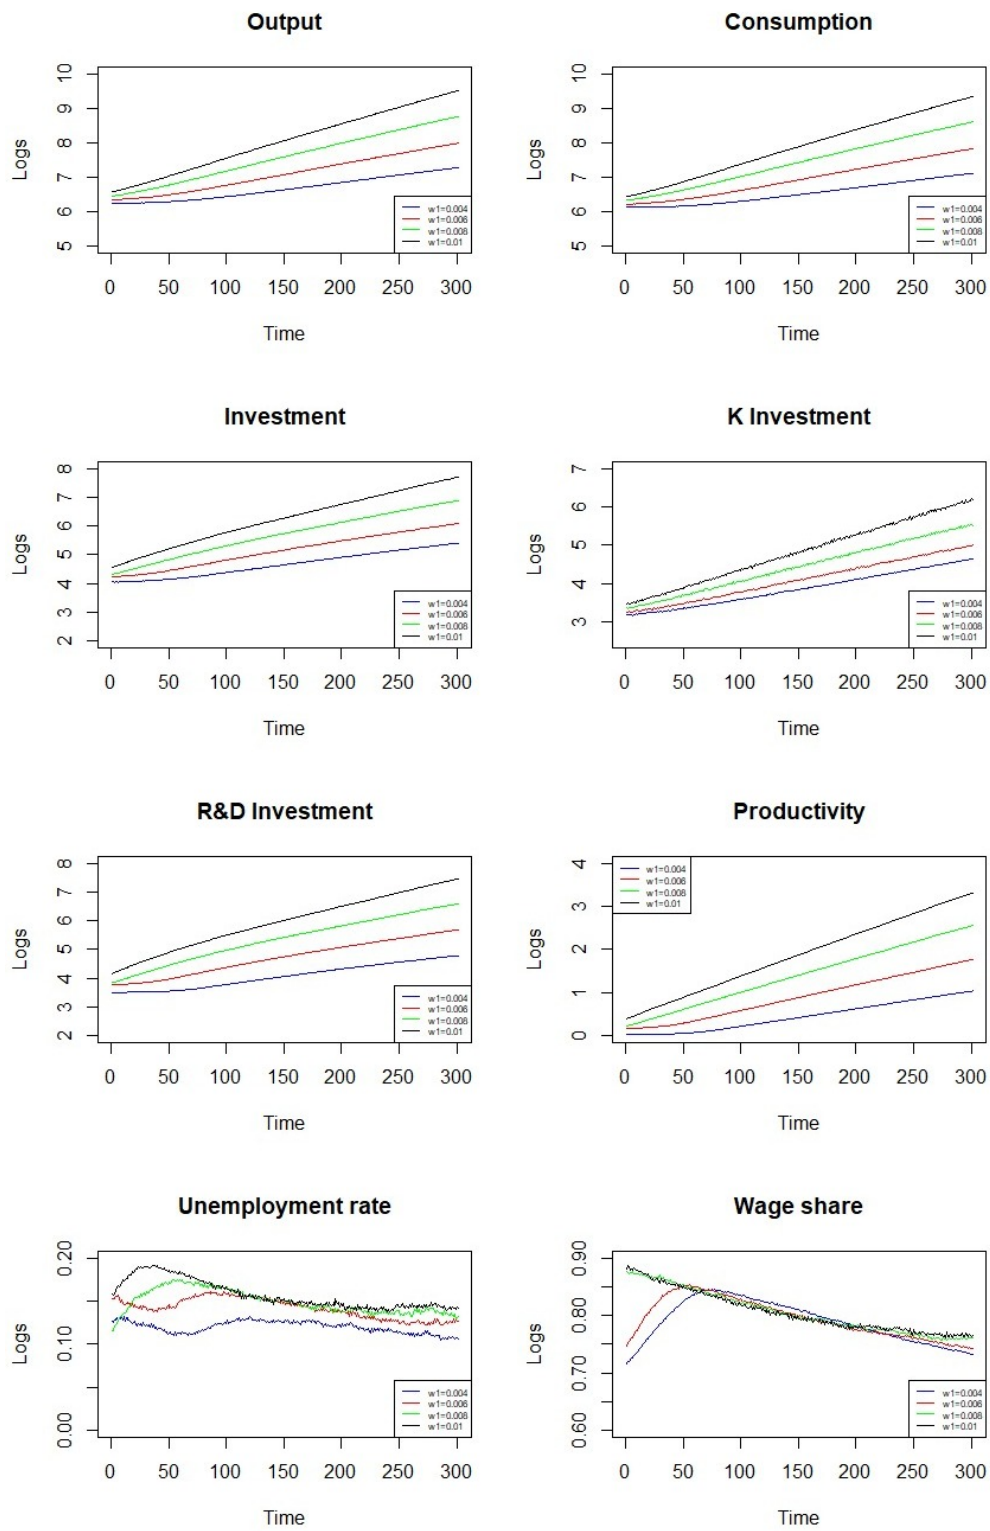 Output
Logs
10
9
8
7
6
5
w1=0.004
w1=0.006
w1=0.008
w1=0.01
0 50 100 150 200 250 300
Time
Consumption
Logs
10
9
8
7
6
5
w1=0.004
w1=0.006
w1=0.008
w1=0.01
0 50 100 150 200 250 300
Time
Investment
Logs
8
7
6
5
4
3
2
w1=0.004
w1=0.006
w1=0.008
w1=0.01
0 50 100 150 200 250 300
Time
K Investment
Logs
7
6
5
4
3
w1=0.004
w1=0.006
w1=0.008
w1=0.01
0 50 100 150 200 250 300
Time
R&D Investment
Logs
8
7
6
5
4
3
2
w1=0.004
w1=0.006
w1=0.008
w1=0.01
0 50 100 150 200 250 300
Time
Productivity
Logs
4
3
2
1
0
w1=0.004
w1=0.006
w1=0.008
w1=0.01
0 50 100 150 200 250 300
Time
Unemployment rate
Logs
0.20
0.10
0.00
w1=0.004
w1=0.006
w1=0.008
w1=0.01
0 50 100 150 200 250 300
Time
Wage share
Logs
0.90
0.80
0.70
0.60
w1=0.004
w1=0.006
w1=0.008
w1=0.01
0 50 100 150 200 250 300
Time